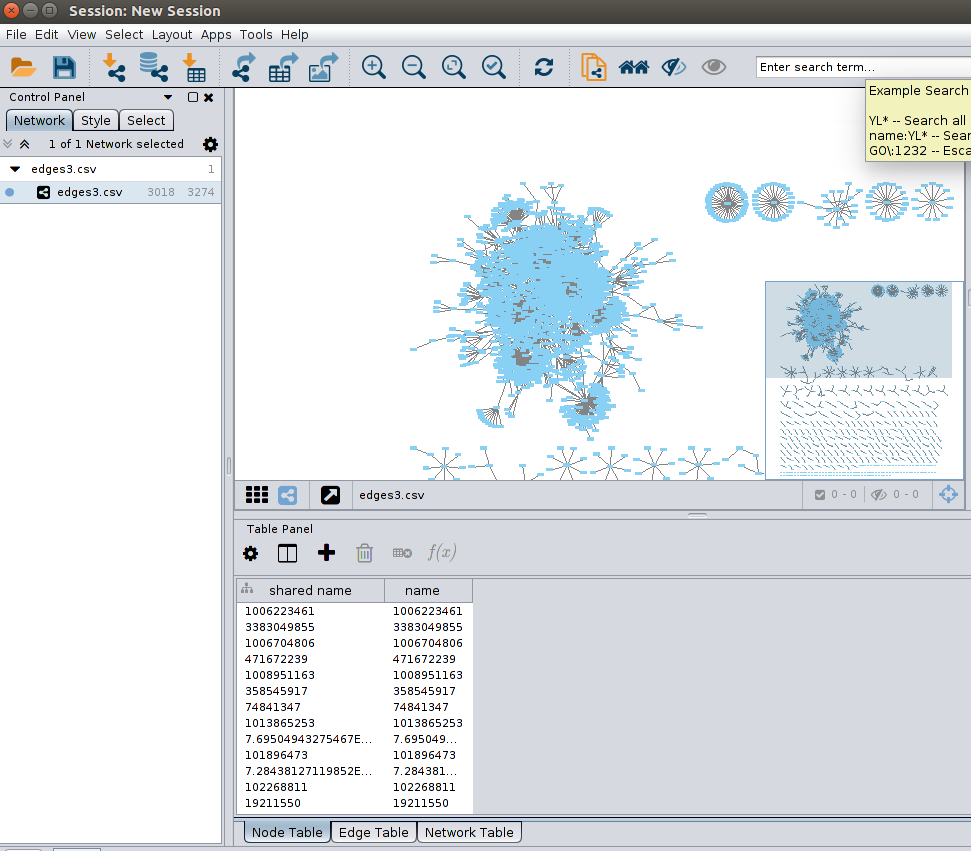 Session: New Session
File Edit View Select Layout Apps Tools Help
Enter search term...
Example Search
YL* -- Search all
name:YL* -- Sear
GO\:1232 -- Esca
Control Panel
Network Style Select
1 of 1 Network selected
edges3.csv 1
edges3.csv 3018 3274
edges3.csv
0 - 0 0 - 0
Table Panel
f(x)
shared name name
1006223461 1006223461
3383049855 3383049855
1006704806 1006704806
471672239 471672239
1008951163 1008951163
358545917 358545917
74841347 74841347
1013865253 1013865253
7.69504943275467E... 7.695049...
101896473 101896473
7.28438127119852E... 7.284381...
102268811 102268811
19211550 19211550
Node Table Edge Table Network Table